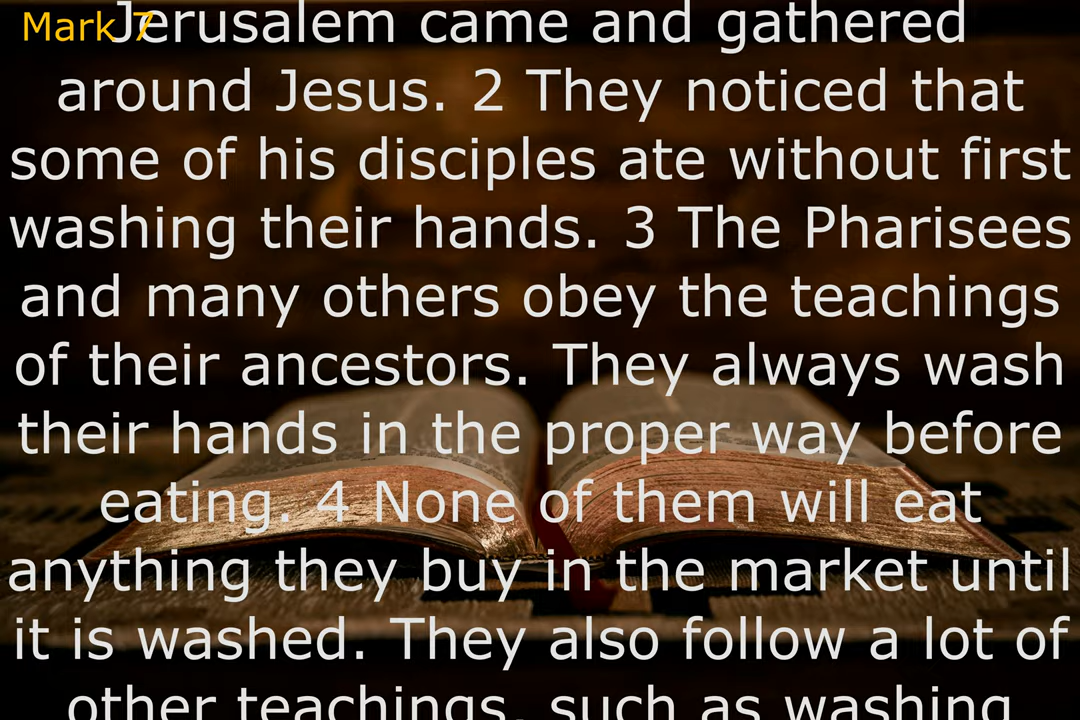 Mark 7
Jerusalem came and gathered
around Jesus. 2 They noticed that
some of his disciples ate without first
washing their hands. 3 The Pharisees
and many others obey the teachings
of their ancestors. They always wash
their hands in the proper way before
eating. 4 None of them will eat
anything they buy in the market until
it is washed. They also follow a lot of
other teachings, such as washing